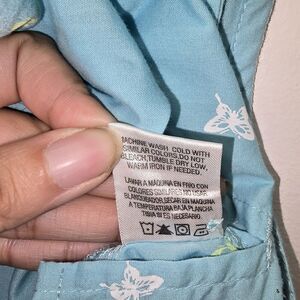 MACHINE WASH COLD WITH
SIMILAR COLORS.DO NOT
BLEACH,TUMBLE DRY LOW,
WARM IRON IF NEEDED.
LAVAR A MAQUINA EN FRIO CON
COLORES SIMILARES NO USAR
BLANQUEADOR,SECAR EN MAQUINA
A TEMPERATURA BAJA,PLANCHA
TIBIA SI ES NECESARIO